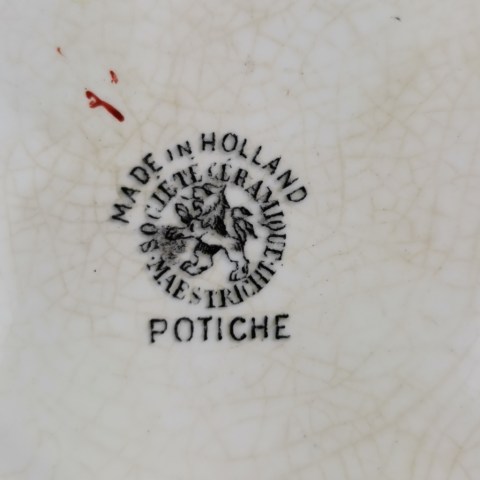 MADE IN HOLLAND
SOCIETE CERAMIQUE
MAESTRICHT
POTICHE